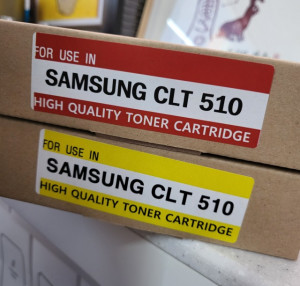 FOR USE IN
SAMSUNG CLT 510
HIGH QUALITY TONER CARTRIDGE
FOR USE IN
SAMSUNG CLT 510
HIGH QUALITY TONER CARTRIDGE